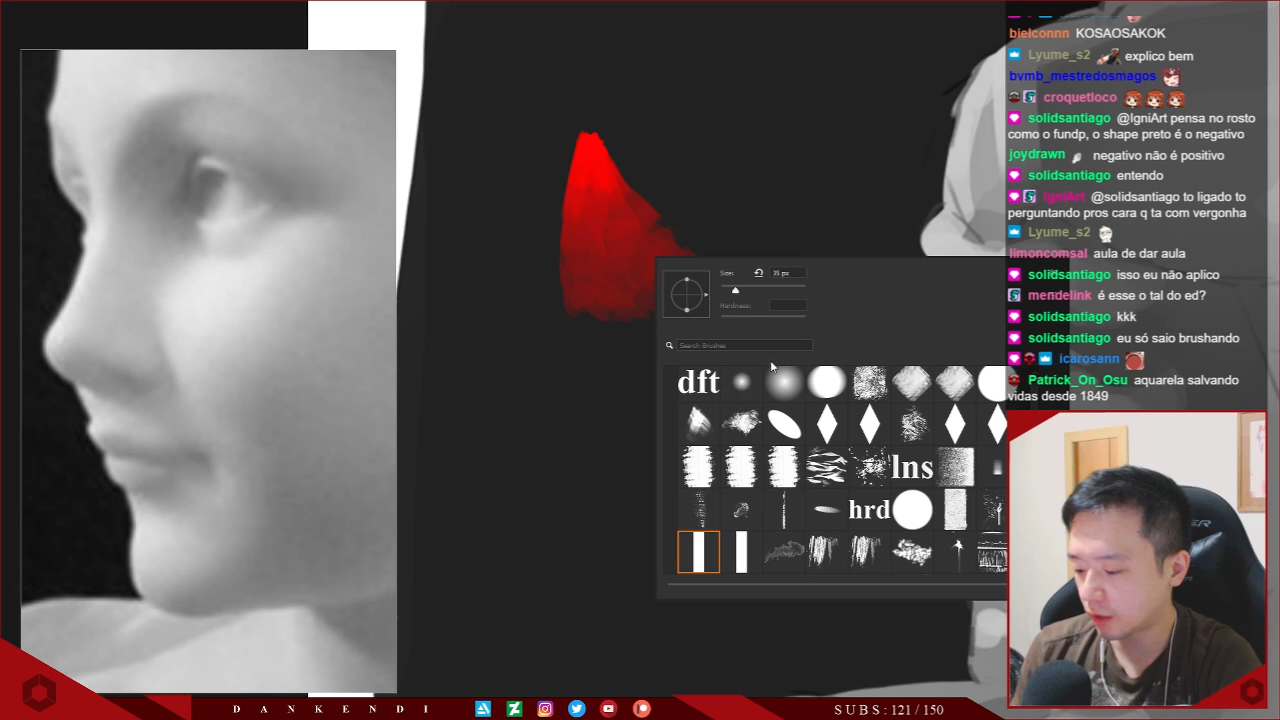 bielconnn KOSAOSAKOK
Lyume_s2 explico bem
bvmb_mestredosmagos
croquetloco
solidsantiago @IgniArt pensa no rosto
como o fundp, o shape preto é o negativo
joydrawn negativo não é positivo
solidsantiago entendo
IgniArt @solidsantiago to ligado to
perguntando pros cara q ta com vergonha
Lyume_s2
limoncomsal aula de dar aula
solidsantiago isso eu não aplico
mendelink é esse o tal do ed?
solidsantiago kkk
solidsantiago eu só saio brushando
icarosann
Patrick_On_Osu aquarela salvando
vidas desde 1849
Size: 35 px
Hardness:
Search Brushes
dft
lns
hrd
DANKENDI
SUBS: 121 / 150